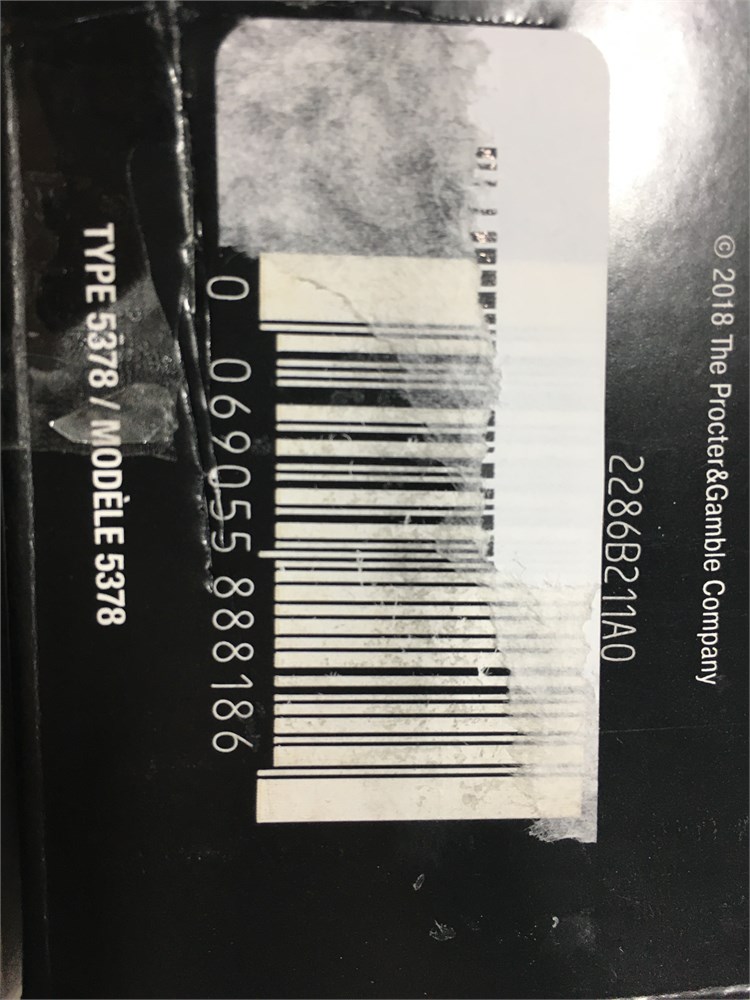 © 2018 The Procter&Gamble Company
2286B211A0
0 069055 888186
TYPE 5378 / MODÈLE 5378